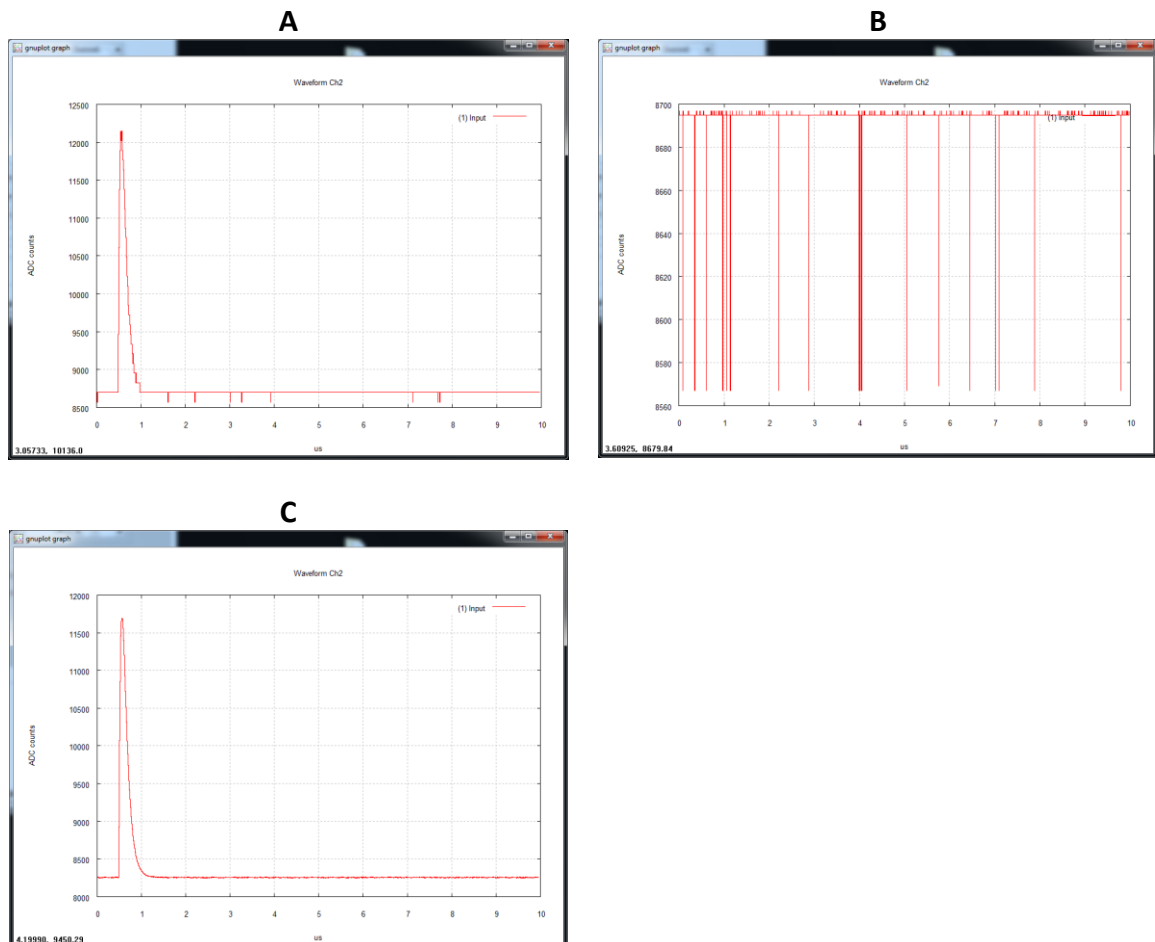 A
gnuplot graph
Waveform Ch2
(1) Input
ADC counts
12500
12000
11500
11000
10500
10000
9500
9000
8500
0 1 2 3 4 5 6 7 8 9 10
us
3.05733, 10136.0
B
gnuplot graph
Waveform Ch2
(1) Input
ADC counts
8700
8680
8660
8640
8620
8600
8580
8560
0 1 2 3 4 5 6 7 8 9 10
us
3.60925, 8679.84
C
gnuplot graph
Waveform Ch2
(1) Input
ADC counts
12000
11500
11000
10500
10000
9500
9000
8500
8000
0 1 2 3 4 5 6 7 8 9 10
us
4.19990, 9450.29